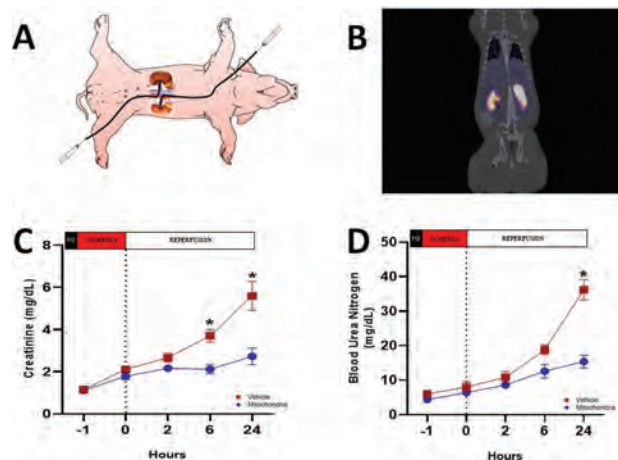 A
B
C
ISCHEMIA
REPERFUSION
Creatinine (mg/dL)
8
6
4
2
0
*
*
Vehicle
Mitochondria
-1
0
2
6
24
Hours
D
ISCHEMIA
REPERFUSION
Blood Urea Nitrogen
(mg/dL)
50
40
30
20
10
0
*
Vehicle
Mitochondria
-1
0
2
6
24
Hours